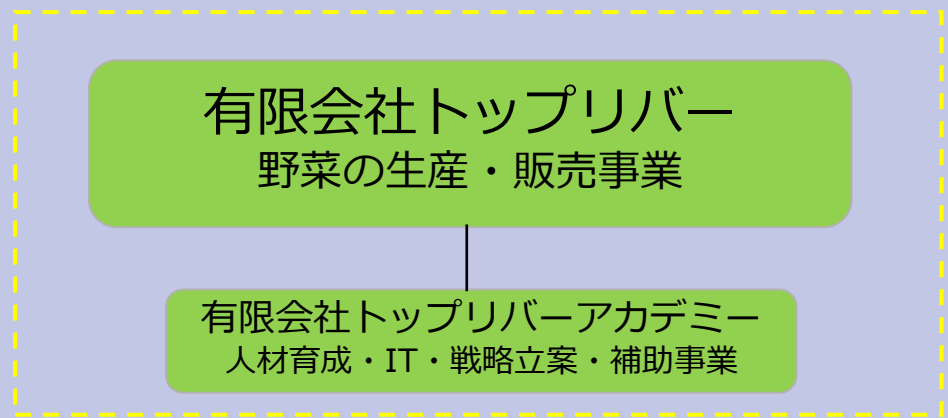 有限会社トップリバー
野菜の生産・販売事業
有限会社トップリバーアカデミー
人材育成・IT・戦略立案・補助事業